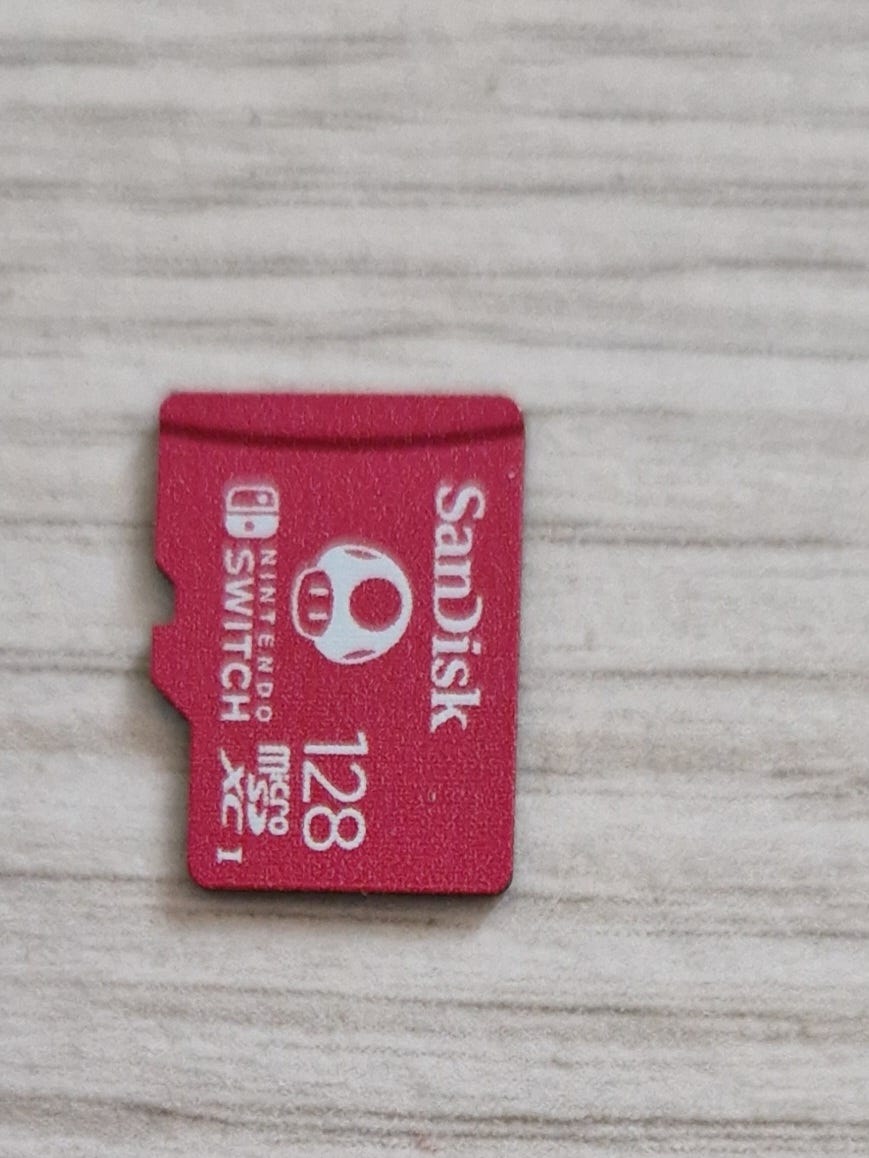 SanDisk
128
NINTENDO
SWITCH
micro
SD
XC I